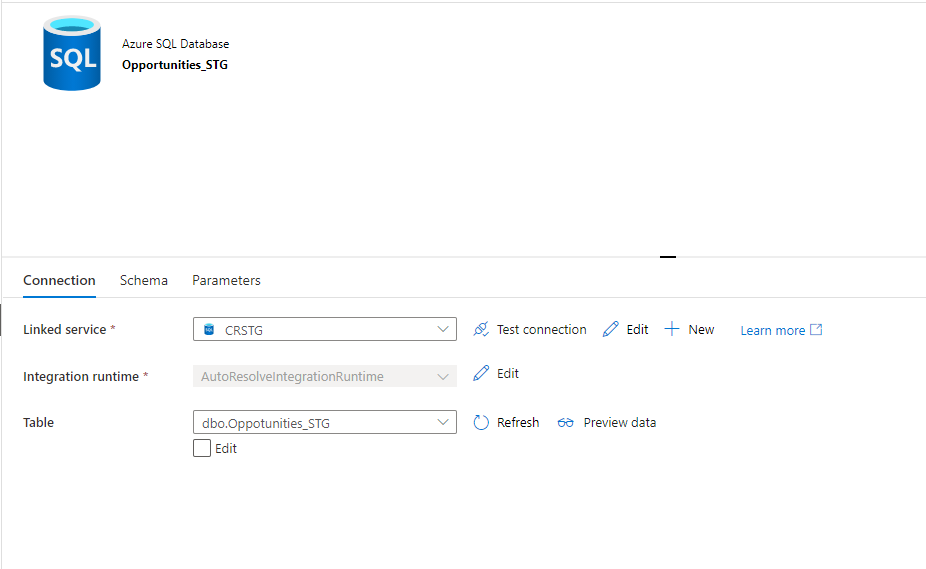 SQL
Azure SQL Database
Opportunities_STG
Connection Schema Parameters
Linked service * SQL CRSTG Test connection Edit New Learn more
Integration runtime * AutoResolveIntegrationRuntime Edit
Table dbo.Oppotunities_STG Refresh Preview data
Edit